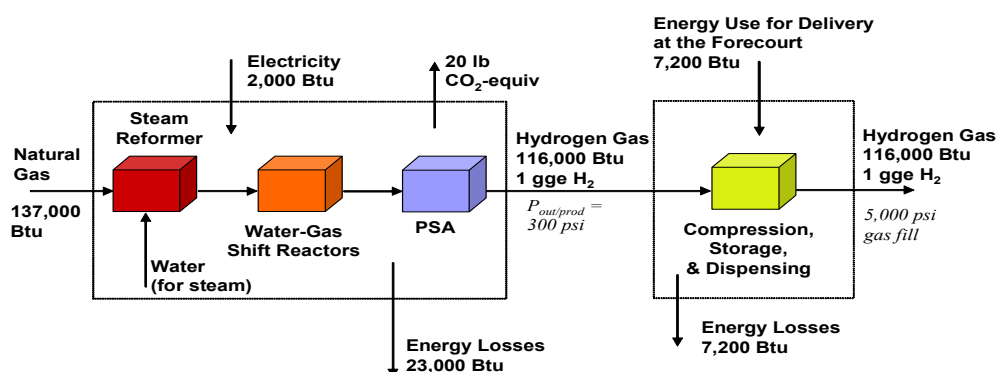 Energy Use for Delivery
at the Forecourt
7,200 Btu
Electricity
2,000 Btu
20 lb
CO₂-equiv
Steam
Reformer
Natural
Gas
137,000
Btu
Water
(for steam)
Water-Gas
Shift Reactors
PSA
Hydrogen Gas
116,000 Btu
1 gge H₂
P out/prod =
300 psi
Compression,
Storage,
& Dispensing
Hydrogen Gas
116,000 Btu
1 gge H₂
5,000 psi
gas fill
Energy Losses
23,000 Btu
Energy Losses
7,200 Btu